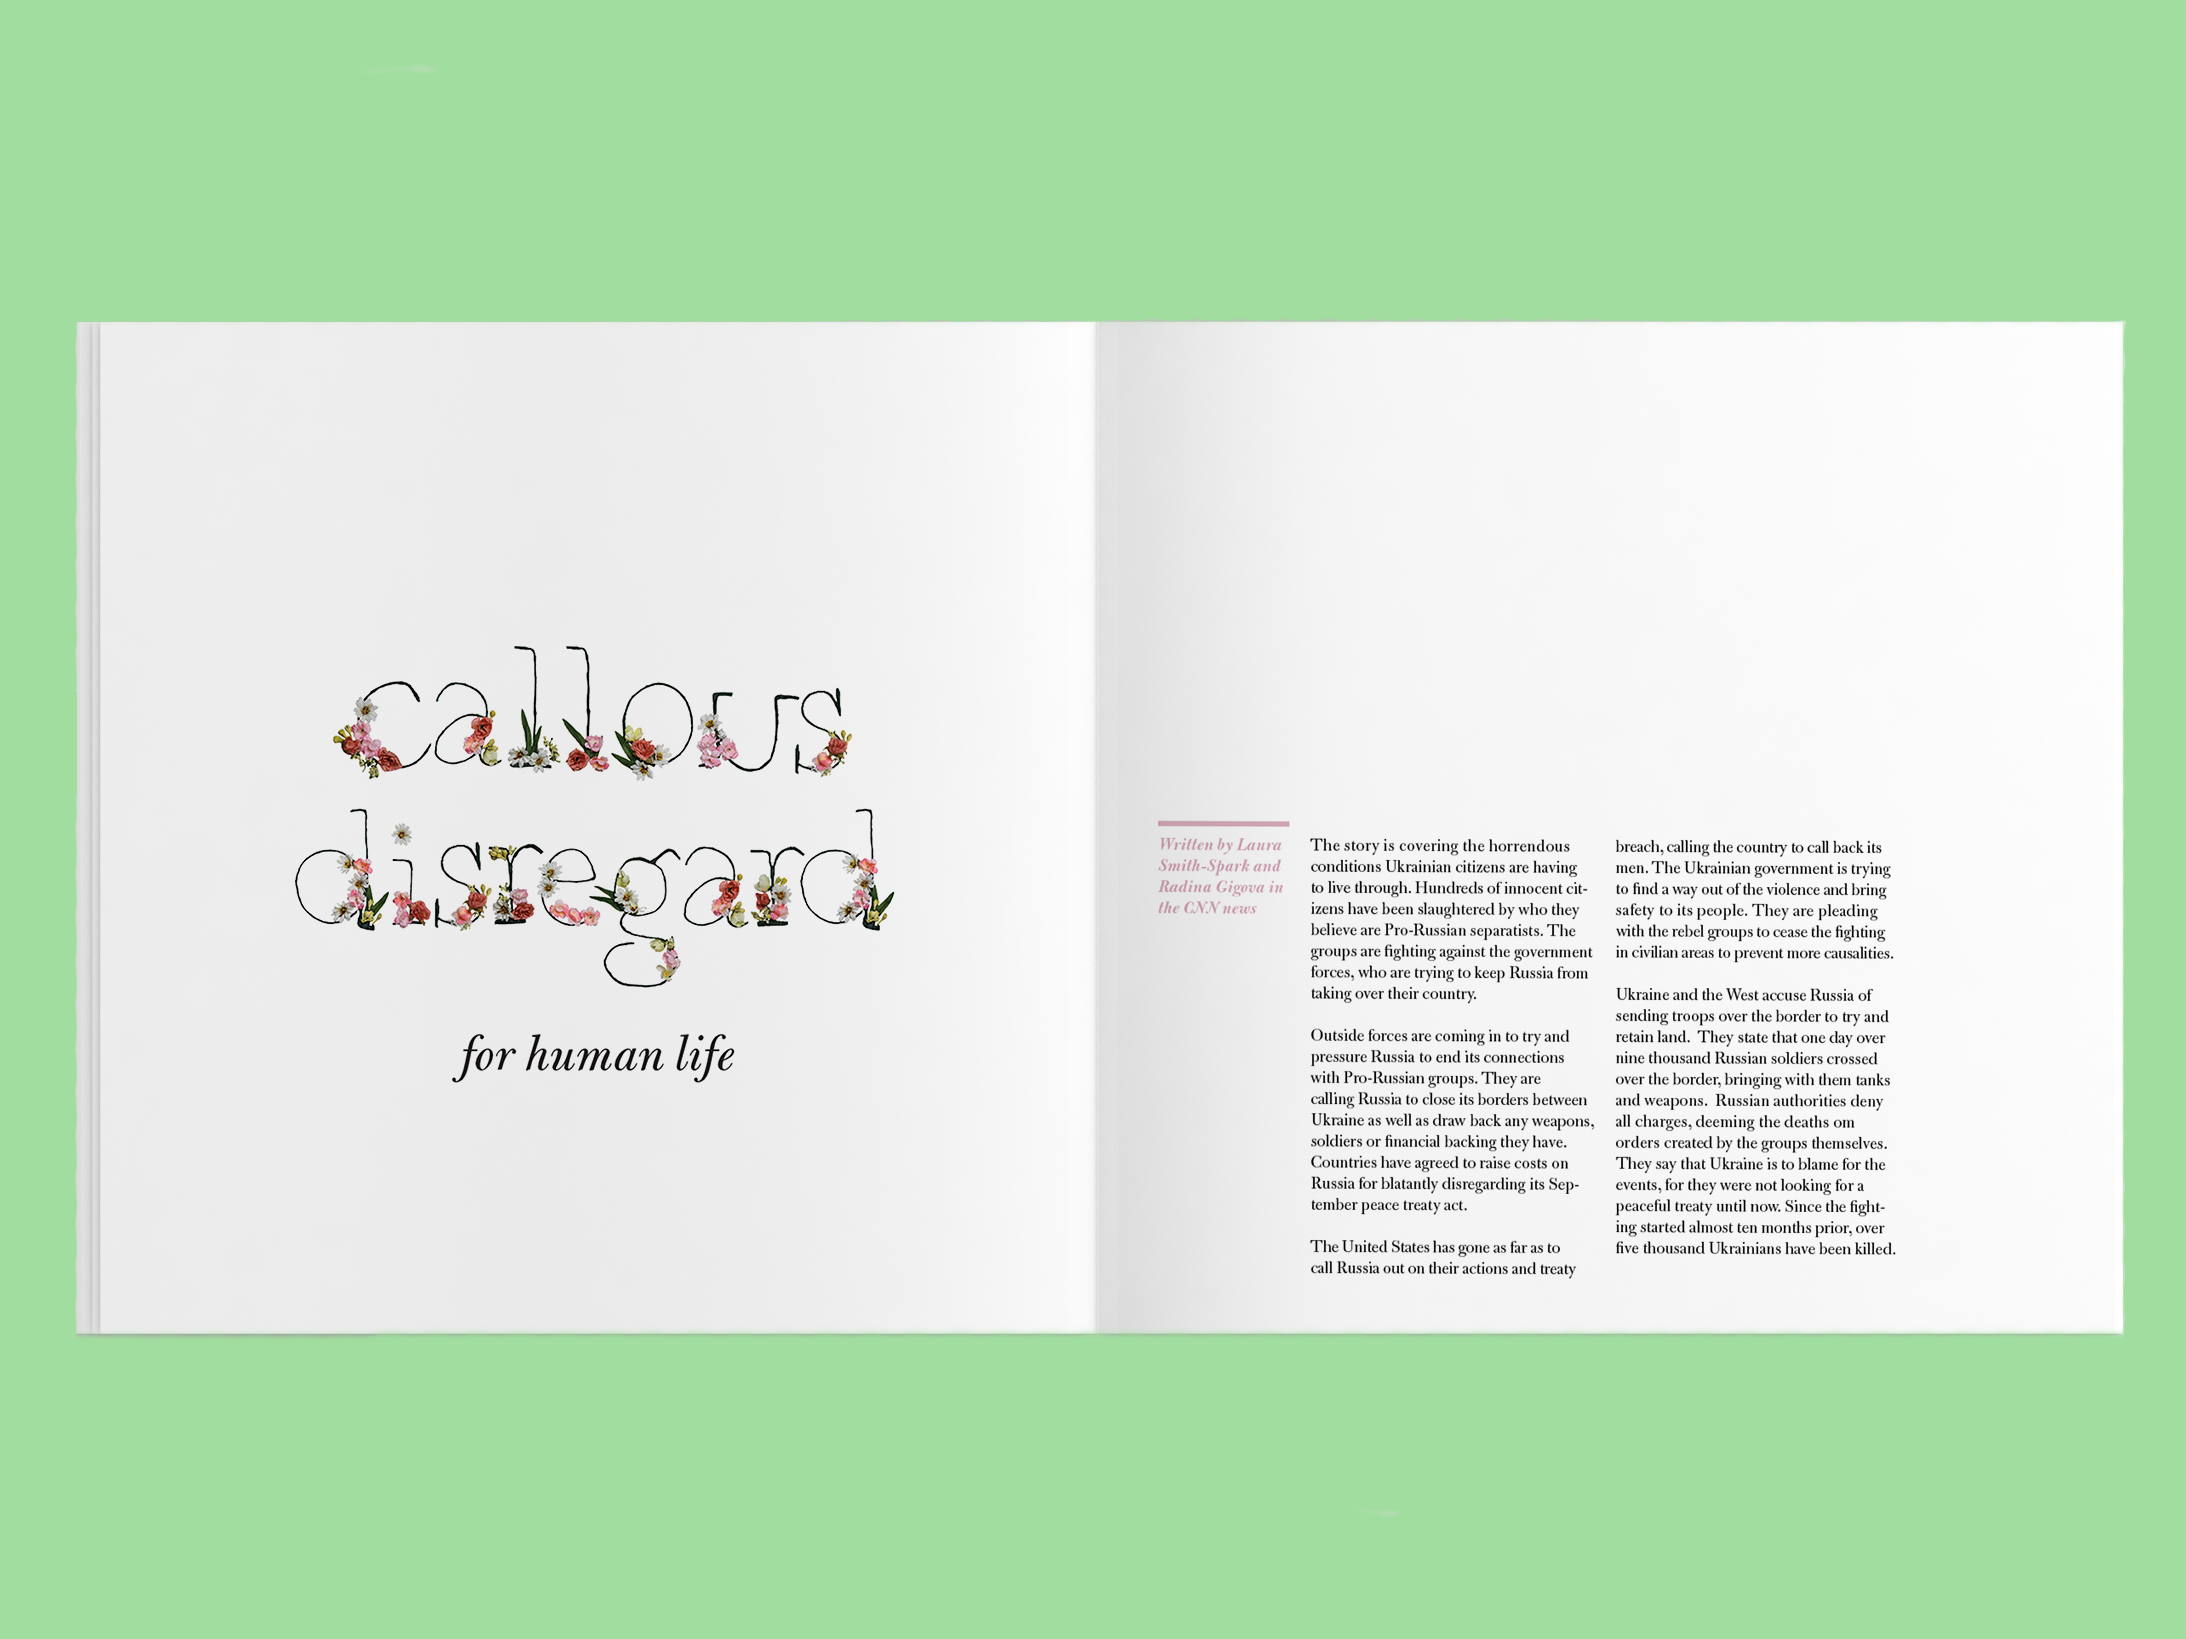 callous
disregard
for human life
Written by Laura
Smith-Spark and
Radina Gigova in
the CNN news
The story is covering the horrendous
conditions Ukrainian citizens are having
to live through. Hundreds of innocent cit-
izens have been slaughtered by who they
believe are Pro-Russian separatists. The
groups are fighting against the government
forces, who are trying to keep Russia from
taking over their country.
Outside forces are coming in to try and
pressure Russia to end its connections
with Pro-Russian groups. They are
calling Russia to close its borders between
Ukraine as well as draw back any weapons,
soldiers or financial backing they have.
Countries have agreed to raise costs on
Russia for blatantly disregarding its Sep-
tember peace treaty act.
The United States has gone as far as to
call Russia out on their actions and treaty
breach, calling the country to call back its
men. The Ukrainian government is trying
to find a way out of the violence and bring
safety to its people. They are pleading
with the rebel groups to cease the fighting
in civilian areas to prevent more causalities.
Ukraine and the West accuse Russia of
sending troops over the border to try and
retain land.  They state that one day over
nine thousand Russian soldiers crossed
over the border, bringing with them tanks
and weapons.  Russian authorities deny
all charges, deeming the deaths om
orders created by the groups themselves.
They say that Ukraine is to blame for the
events, for they were not looking for a
peaceful treaty until now. Since the fight-
ing started almost ten months prior, over
five thousand Ukrainians have been killed.